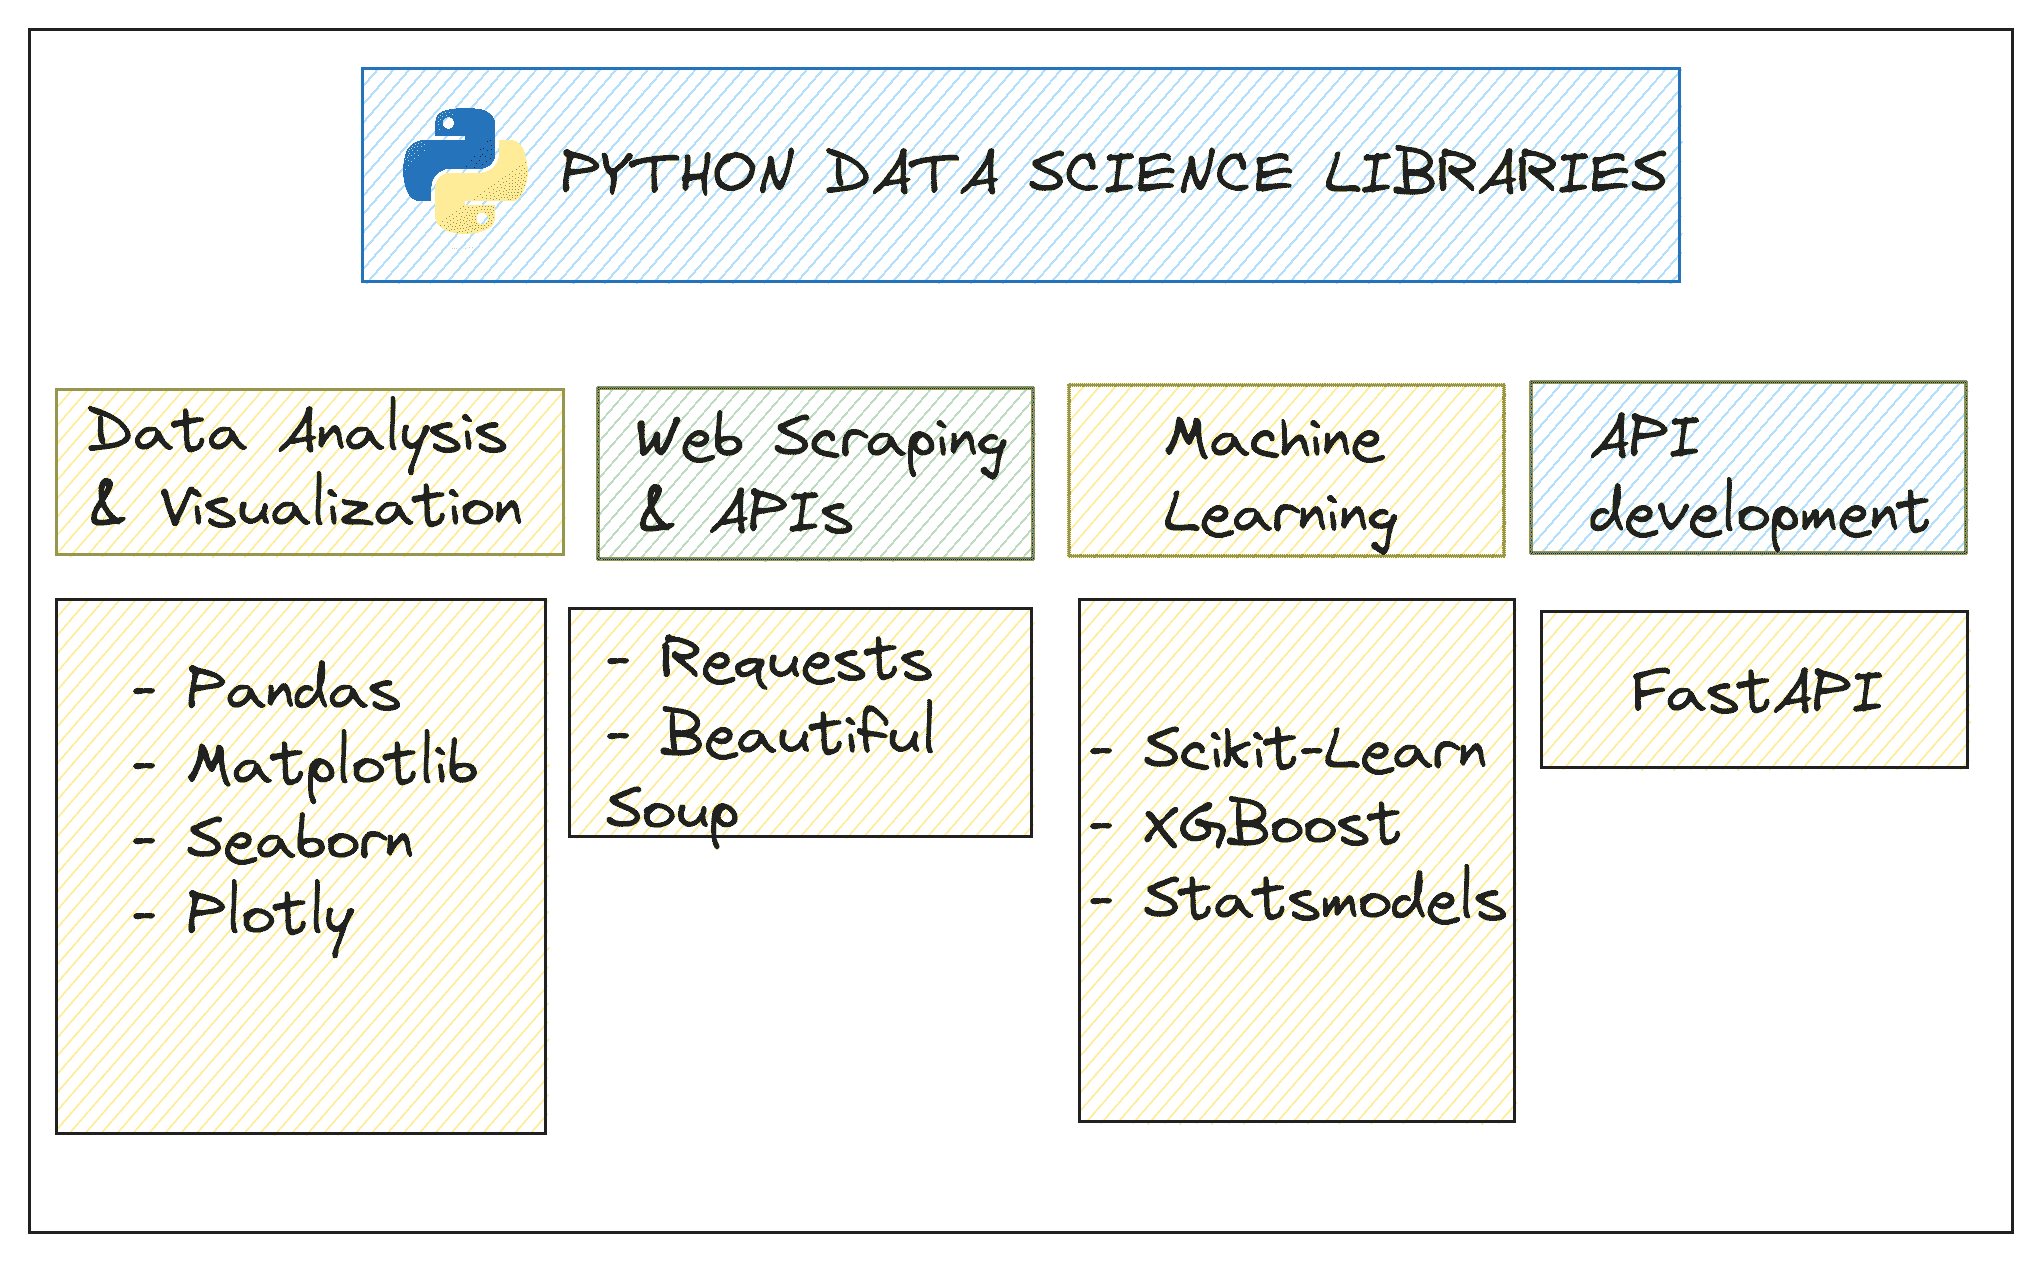 PYTHON DATA SCIENCE LIBRARIES
Data Analysis
& Visualization
Web Scraping
& APIs
Machine
Learning
API
development
- Pandas
- Matplotlib
- Seaborn
- Plotly
- Requests
- Beautiful
Soup
- Scikit-Learn
- XGBoost
- Statsmodels
FastAPI